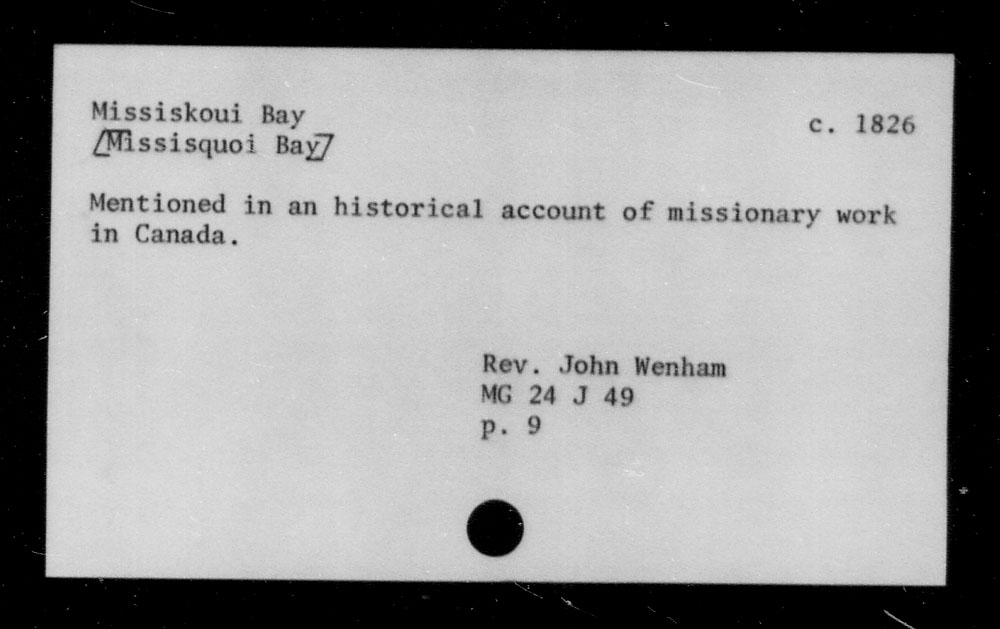 Missiskoui Bay
c. 1826
[Missisquoi Bay]
Mentioned in an historical account of missionary work
in Canada.
Rev. John Wenham
MG 24 J 49
p. 9